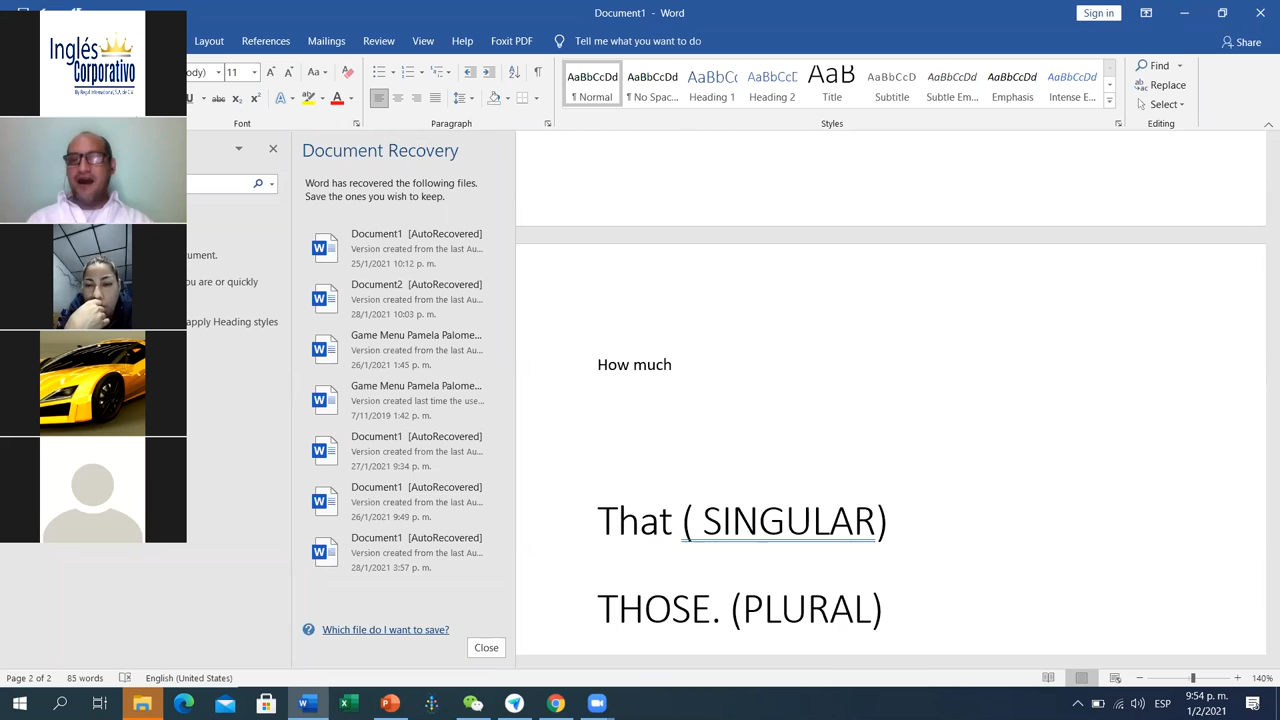 Document1 - Word
Sign in
Layout
References
Mailings
Review
View
Help
Foxit PDF
Tell me what you want to do
Share
Inglés
Corporativo
By Regal International, S.A. de C.V.
ody)
11
AaBbCcDd
AaBbCcDd
AaBbCc
AaBbCcD
AaB
AaBbCcD
AaBbCcDd
AaBbCcDd
AaBbCcDd
¶ Normal
¶ No Spac...
Heading 1
Heading 2
Title
Subtitle
Subtle Em...
Emphasis
Intense E...
Find
Replace
Select
Font
Paragraph
Styles
Editing
ument.
ou are or quickly
apply Heading styles
Document Recovery
Word has recovered the following files.
Save the ones you wish to keep.
Document1 [AutoRecovered]
Version created from the last Au...
25/1/2021 10:12 p. m.
Document2 [AutoRecovered]
Version created from the last Au...
28/1/2021 10:03 p. m.
Game Menu Pamela Palome...
Version created from the last Au...
26/1/2021 1:45 p. m.
Game Menu Pamela Palome...
Version created last time the use...
7/11/2019 1:42 p. m.
Document1 [AutoRecovered]
Version created from the last Au...
27/1/2021 9:34 p. m.
Document1 [AutoRecovered]
Version created from the last Au...
26/1/2021 9:49 p. m.
Document1 [AutoRecovered]
Version created from the last Au...
28/1/2021 3:57 p. m.
Which file do I want to save?
Close
How much
That ( SINGULAR)
THOSE. (PLURAL)
Page 2 of 2
85 words
English (United States)
140%
ESP
9:54 p. m.
1/2/2021